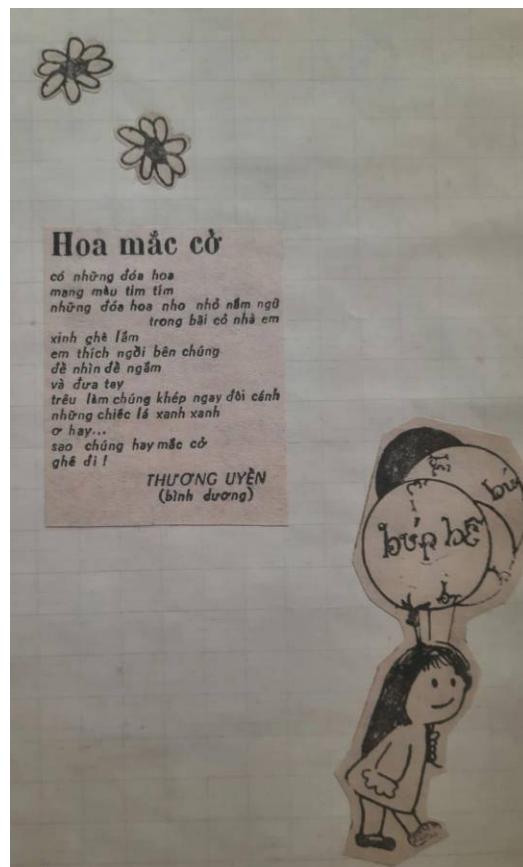 Hoa mắc cở
có những đóa hoa
mang màu tim tím
những đóa hoa nho nhỏ nằm ngủ
trong bãi cỏ nhà em
xinh ghê lắm
em thích ngồi bên chúng
để nhìn để ngắm
và đưa tay
trêu làm chúng khép ngay đôi cánh
những chiếc lá xanh xanh
ơ hay...
sao chúng hay mắc cở
ghê đi !
THƯƠNG UYÊN
(bình dương)
búp bê